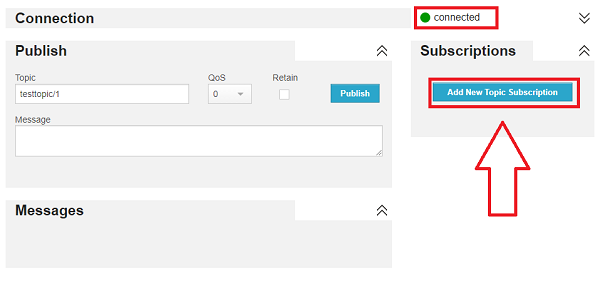 Connection
connected
Publish
Topic
QoS
Retain
testtopic/1
0
Publish
Message
Subscriptions
Add New Topic Subscription
Messages